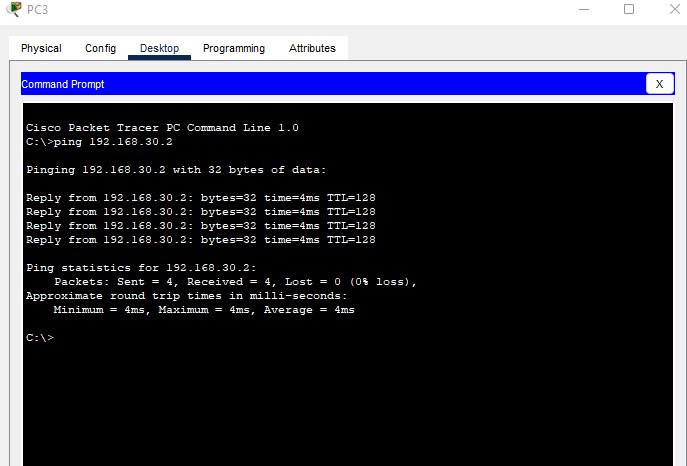 PC3
Physical Config Desktop Programming Attributes
Command Prompt X
Cisco Packet Tracer PC Command Line 1.0
C:\>ping 192.168.30.2
Pinging 192.168.30.2 with 32 bytes of data:
Reply from 192.168.30.2: bytes=32 time=4ms TTL=128
Reply from 192.168.30.2: bytes=32 time=4ms TTL=128
Reply from 192.168.30.2: bytes=32 time=4ms TTL=128
Reply from 192.168.30.2: bytes=32 time=4ms TTL=128
Ping statistics for 192.168.30.2:
Packets: Sent = 4, Received = 4, Lost = 0 (0% loss),
Approximate round trip times in milli-seconds:
Minimum = 4ms, Maximum = 4ms, Average = 4ms
C:\>